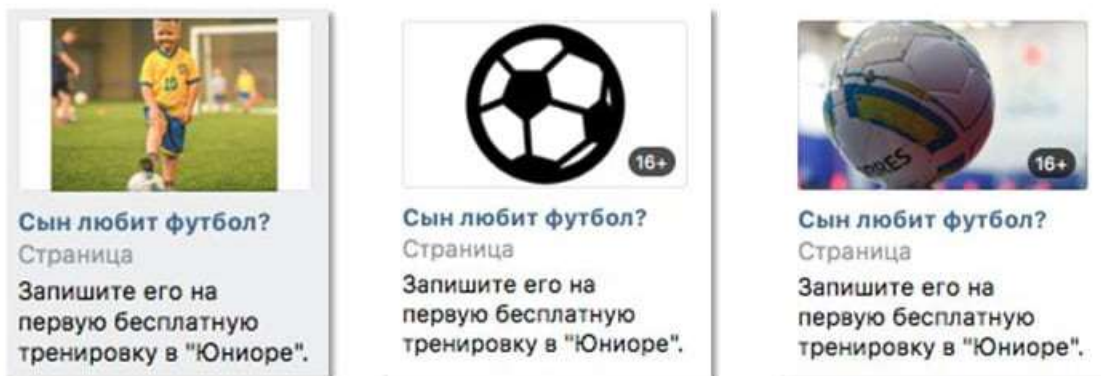 Сын любит футбол?
Страница
Запишите его на
первую бесплатную
тренировку в "Юниоре".
16+
Сын любит футбол?
Страница
Запишите его на
первую бесплатную
тренировку в "Юниоре".
16+
Сын любит футбол?
Страница
Запишите его на
первую бесплатную
тренировку в "Юниоре".